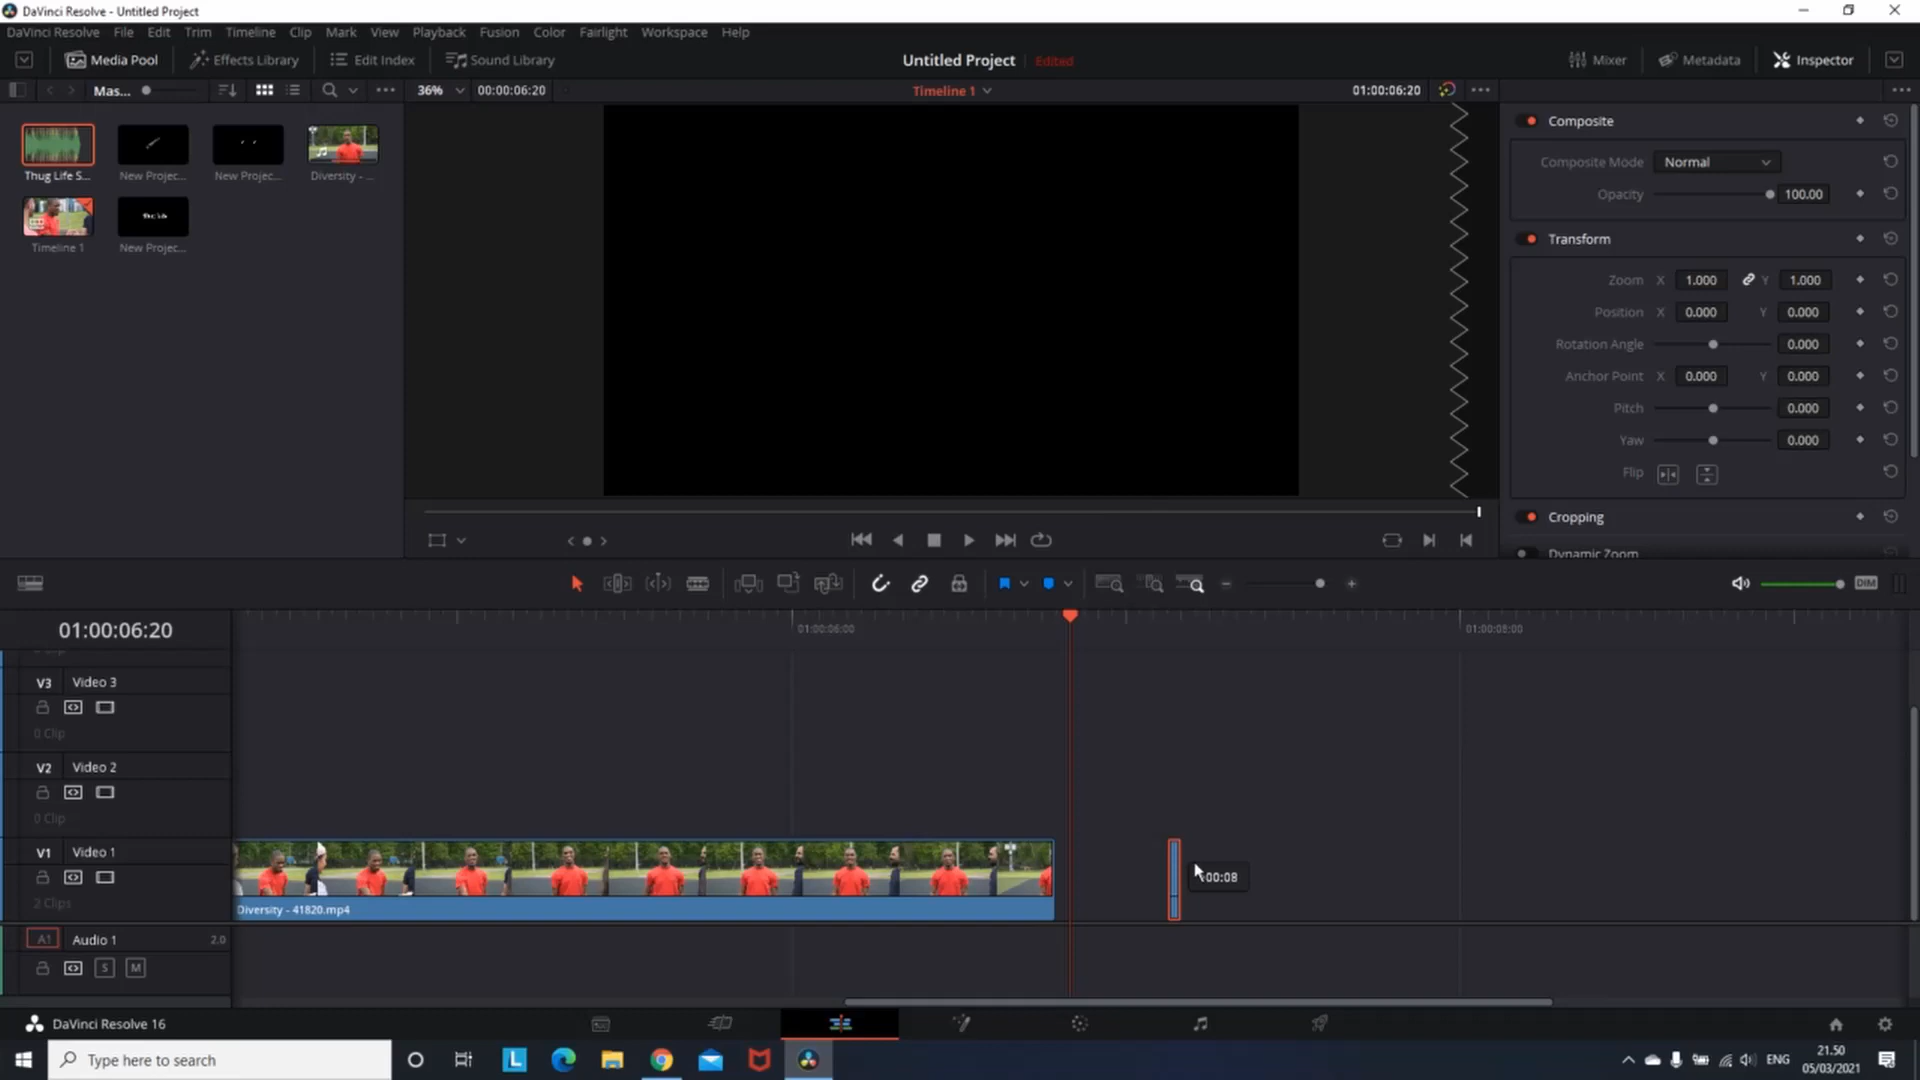 DaVinci Resolve - Untitled Project
DaVinci Resolve File Edit Trim Timeline Clip Mark View Playback Fusion Color Fairlight Workspace Help
Media Pool Effects Library Edit Index Sound Library Untitled Project Edited Mixer Metadata Inspector
Mas... 36% 00:00:06:20 Timeline 1 01:00:06:20
Thug Life S... New Projec... New Projec... Diversity - ...
Timeline 1 New Projec...
Composite
Composite Mode Normal
Opacity 100.00
Transform
Zoom X 1.000 Y 1.000
Position X 0.000 Y 0.000
Rotation Angle 0.000
Anchor Point X 0.000 Y 0.000
Pitch 0.000
Yaw 0.000
Flip
Cropping
Dynamic Zoom
DIM
01:00:06:20 01:00:06:00 01:00:08:00
V3 Video 3
0 Clip
V2 Video 2
0 Clip
V1 Video 1
2 Clips
00:08
Diversity - 41820.mp4
A1 Audio 1 2.0
S M
DaVinci Resolve 16
Type here to search
L
ENG
21.50
05/03/2021